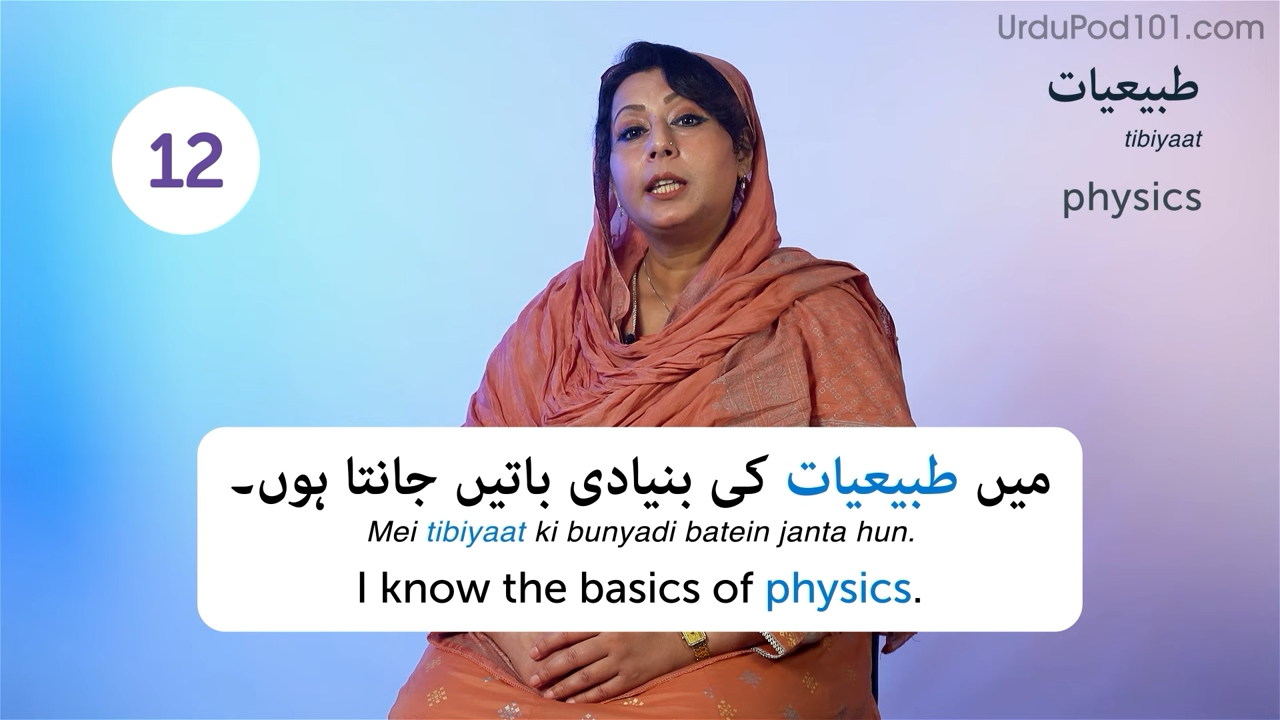 UrduPod101.com
12
طبیعیات
tibiyaat
physics
میں طبیعیات کی بنیادی باتیں جانتا ہوں۔
Mei tibiyaat ki bunyadi batein janta hun.
I know the basics of physics.